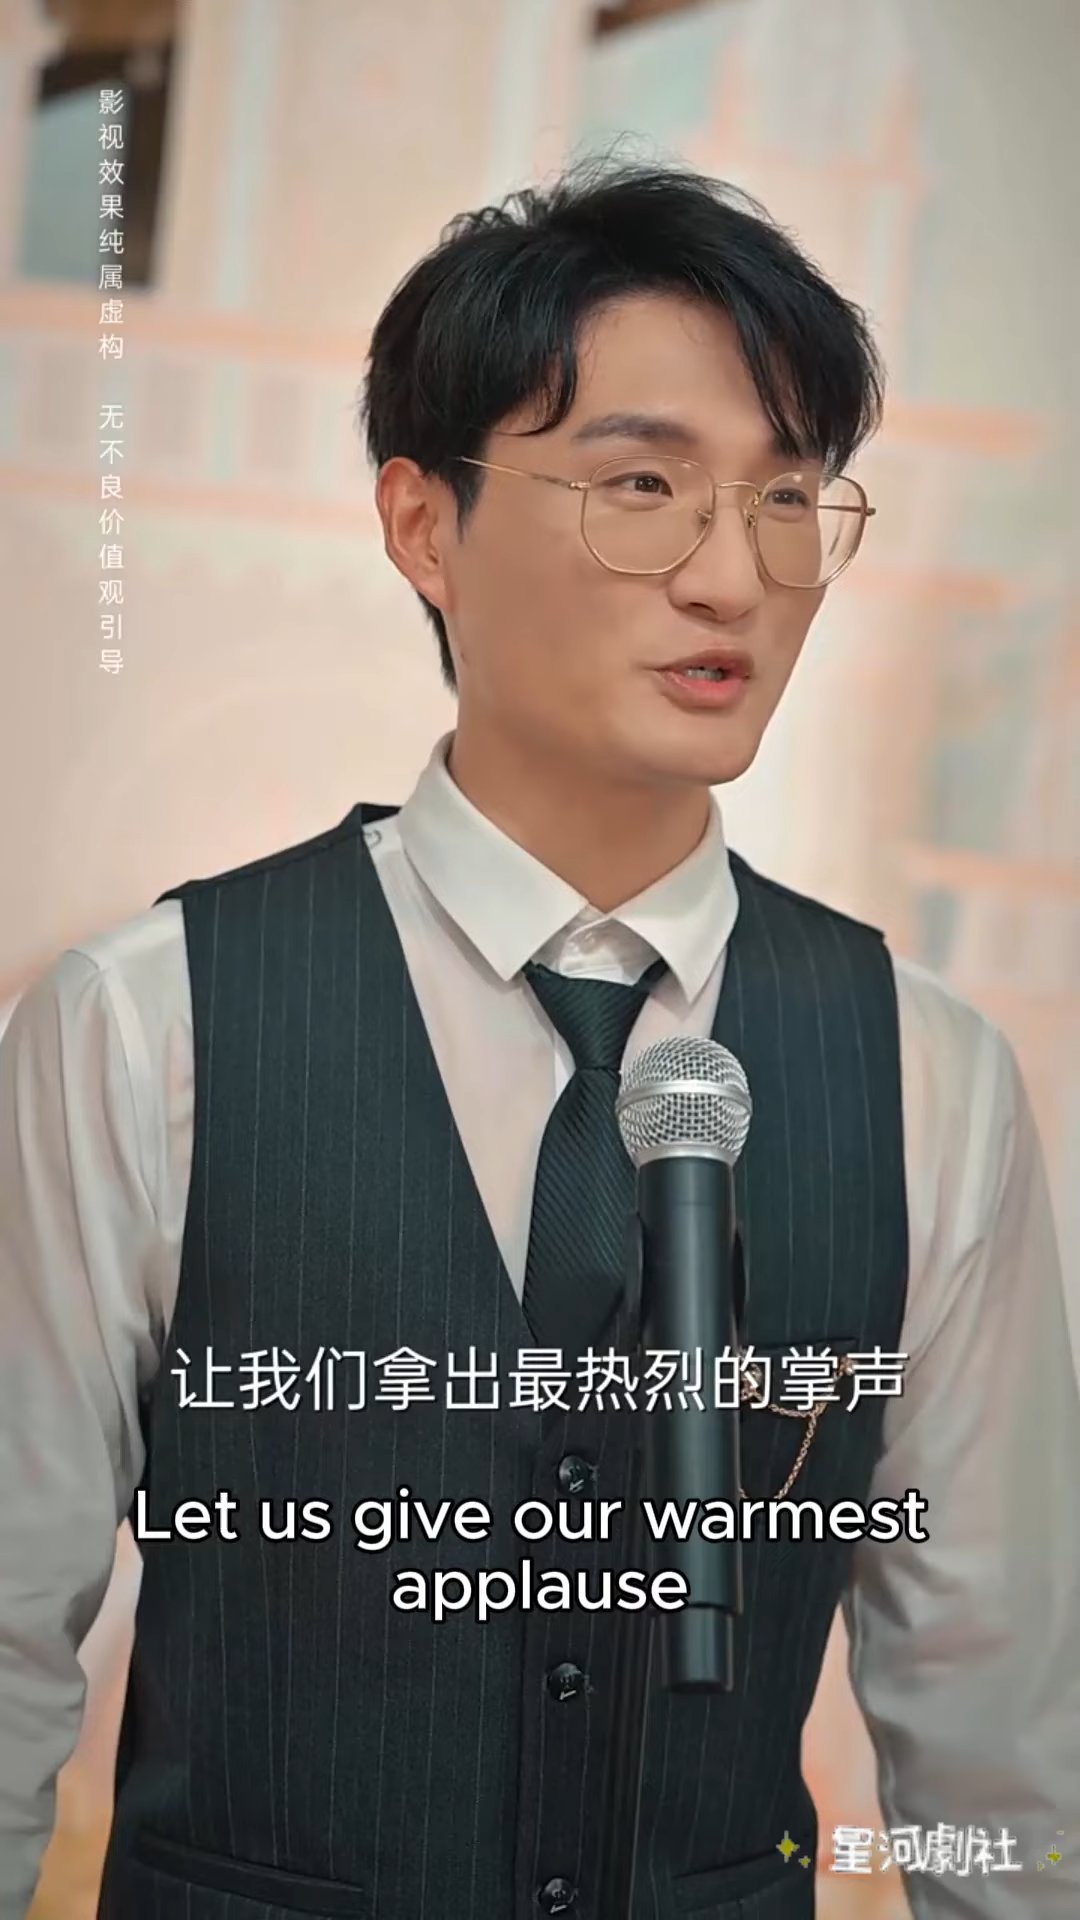 影视效果纯属虚构 无不良价值观引导
让我们拿出最热烈的掌声
Let us give our warmest
applause
星河劇社